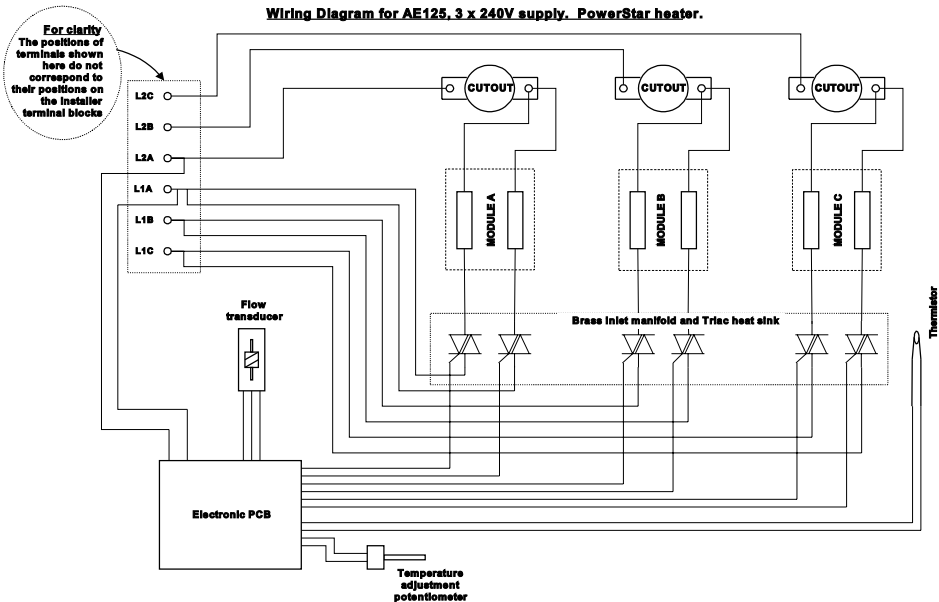 Wiring Diagram for AE125, 3 x 240V supply. PowerStar heater.
For clarity
The positions of
terminals shown
here do not
correspond to
their positions on
the installer
terminal blocks
L2C
L2B
L2A
L1A
L1B
L1C
CUTOUT
CUTOUT
CUTOUT
MODULE A
MODULE B
MODULE C
Flow
transducer
Brass inlet manifold and Triac heat sink
Thermistor
Electronic PCB
Temperature
adjustment
potentiometer